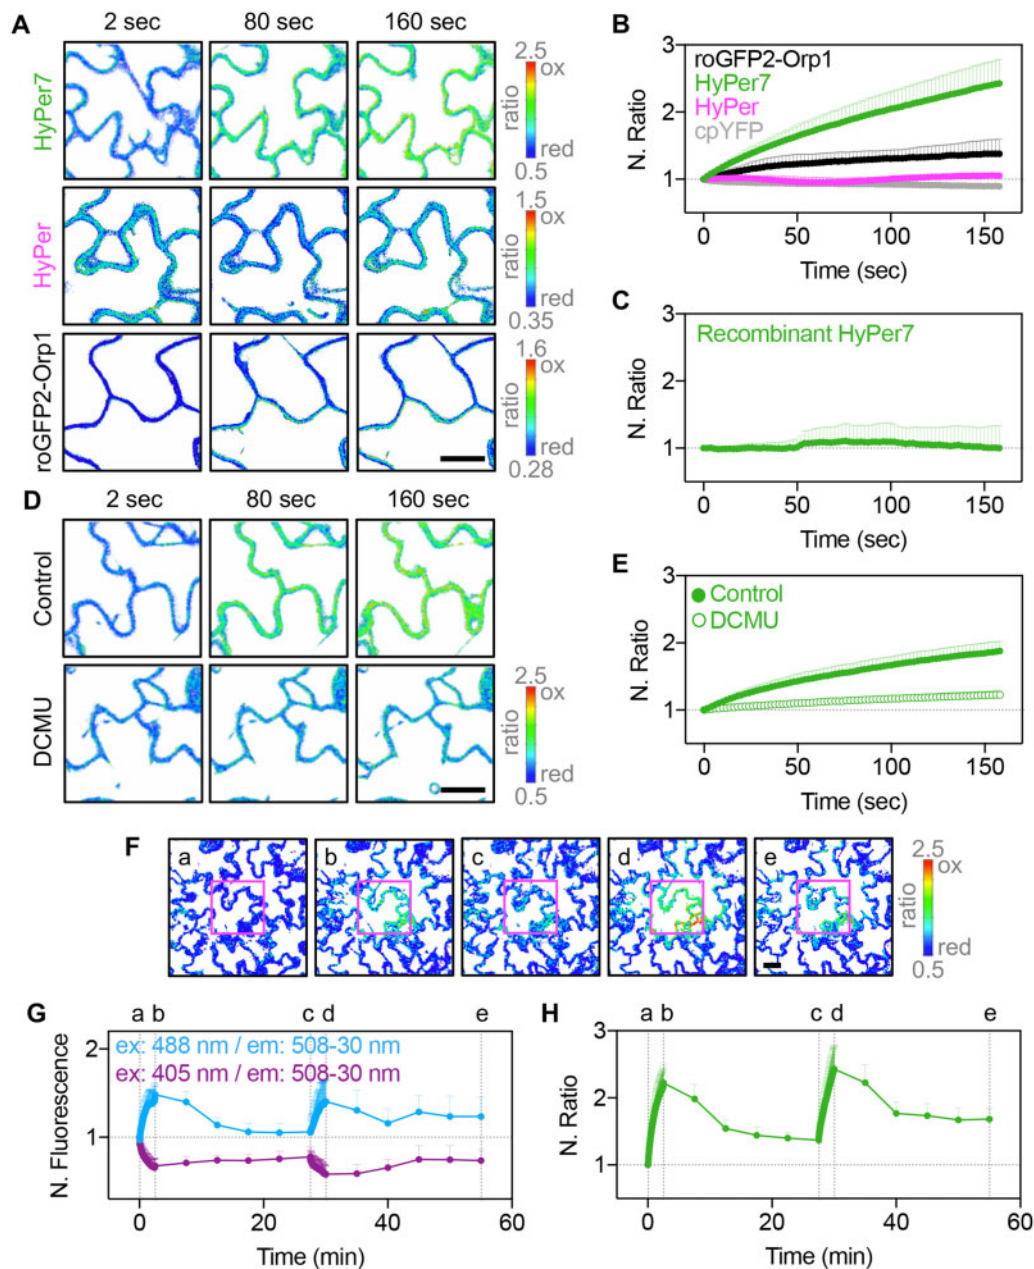 A
2 sec 80 sec 160 sec
HyPer7
2.5
ox
ratio
red
0.5
HyPer
1.5
ox
ratio
red
0.35
roGFP2-Orp1
1.6
ox
ratio
red
0.28
B
roGFP2-Orp1
HyPer7
HyPer
cpYFP
3
2
1
N. Ratio
0 50 100 150
Time (sec)
C
Recombinant HyPer7
3
2
1
N. Ratio
0 50 100 150
Time (sec)
D
2 sec 80 sec 160 sec
Control
DCMU
2.5
ox
ratio
red
0.5
E
Control
DCMU
3
2
1
N. Ratio
0 50 100 150
Time (sec)
F
a b c d e
2.5
ox
ratio
red
0.5
G
a b c d e
ex: 488 nm / em: 508-30 nm
ex: 405 nm / em: 508-30 nm
2
1
N. Fluorescence
0 20 40 60
Time (min)
H
a b c d e
3
2
1
N. Ratio
0 20 40 60
Time (min)